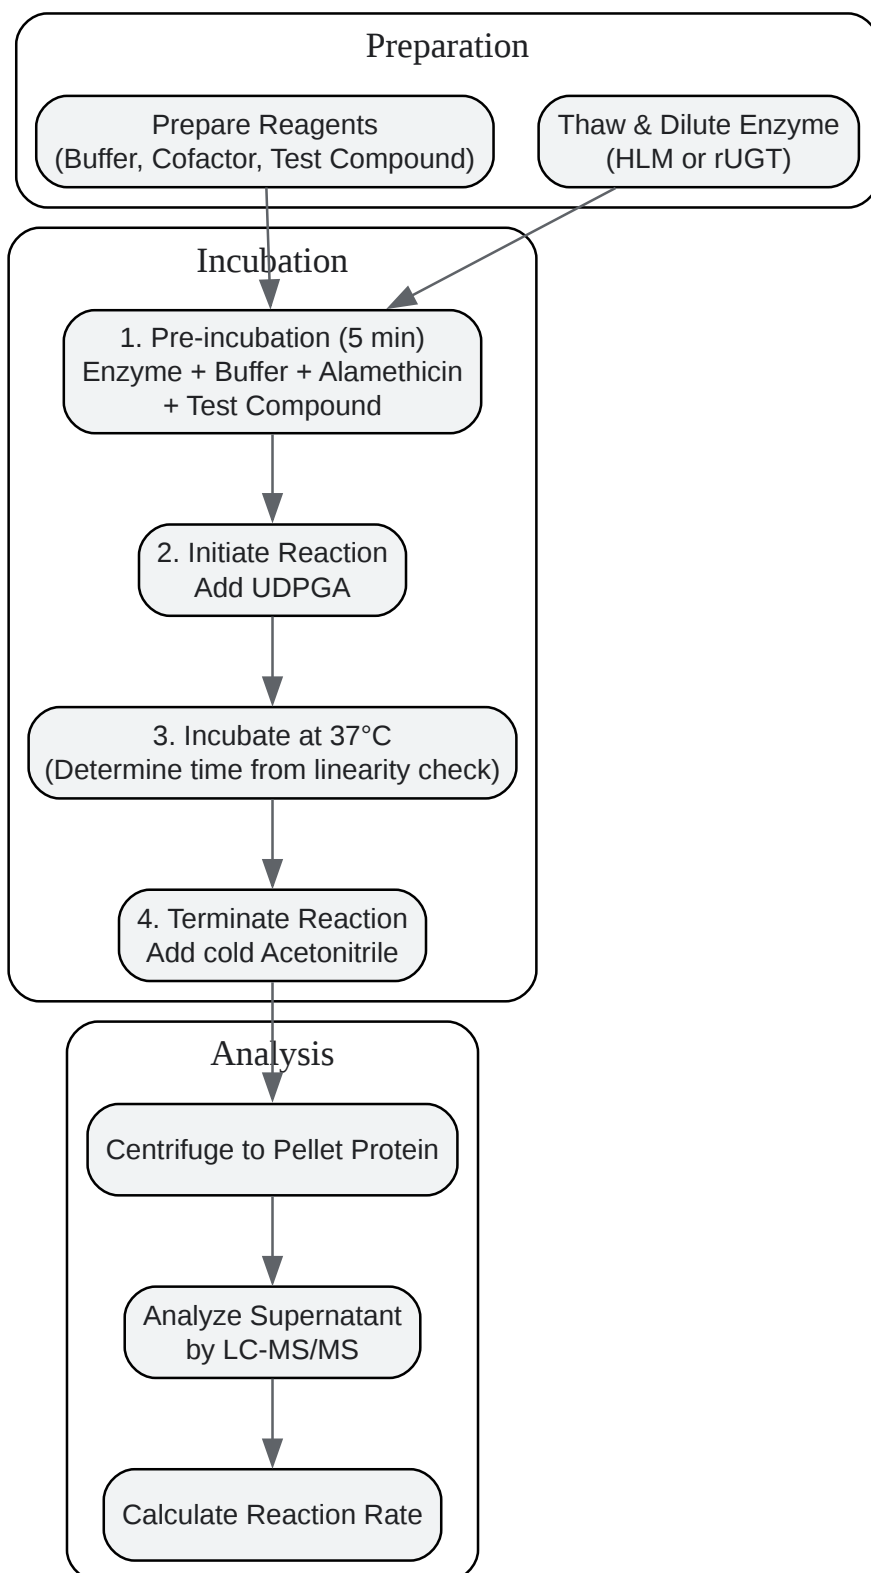 Preparation
Prepare Reagents
(Buffer, Cofactor, Test Compound)
Thaw & Dilute Enzyme
(HLM or rUGT)
Incubation
1. Pre-incubation (5 min)
Enzyme + Buffer + Alamethicin
+ Test Compound
2. Initiate Reaction
Add UDPGA
3. Incubate at 37°C
(Determine time from linearity check)
4. Terminate Reaction
Add cold Acetonitrile
Analysis
Centrifuge to Pellet Protein
Analyze Supernatant
by LC-MS/MS
Calculate Reaction Rate